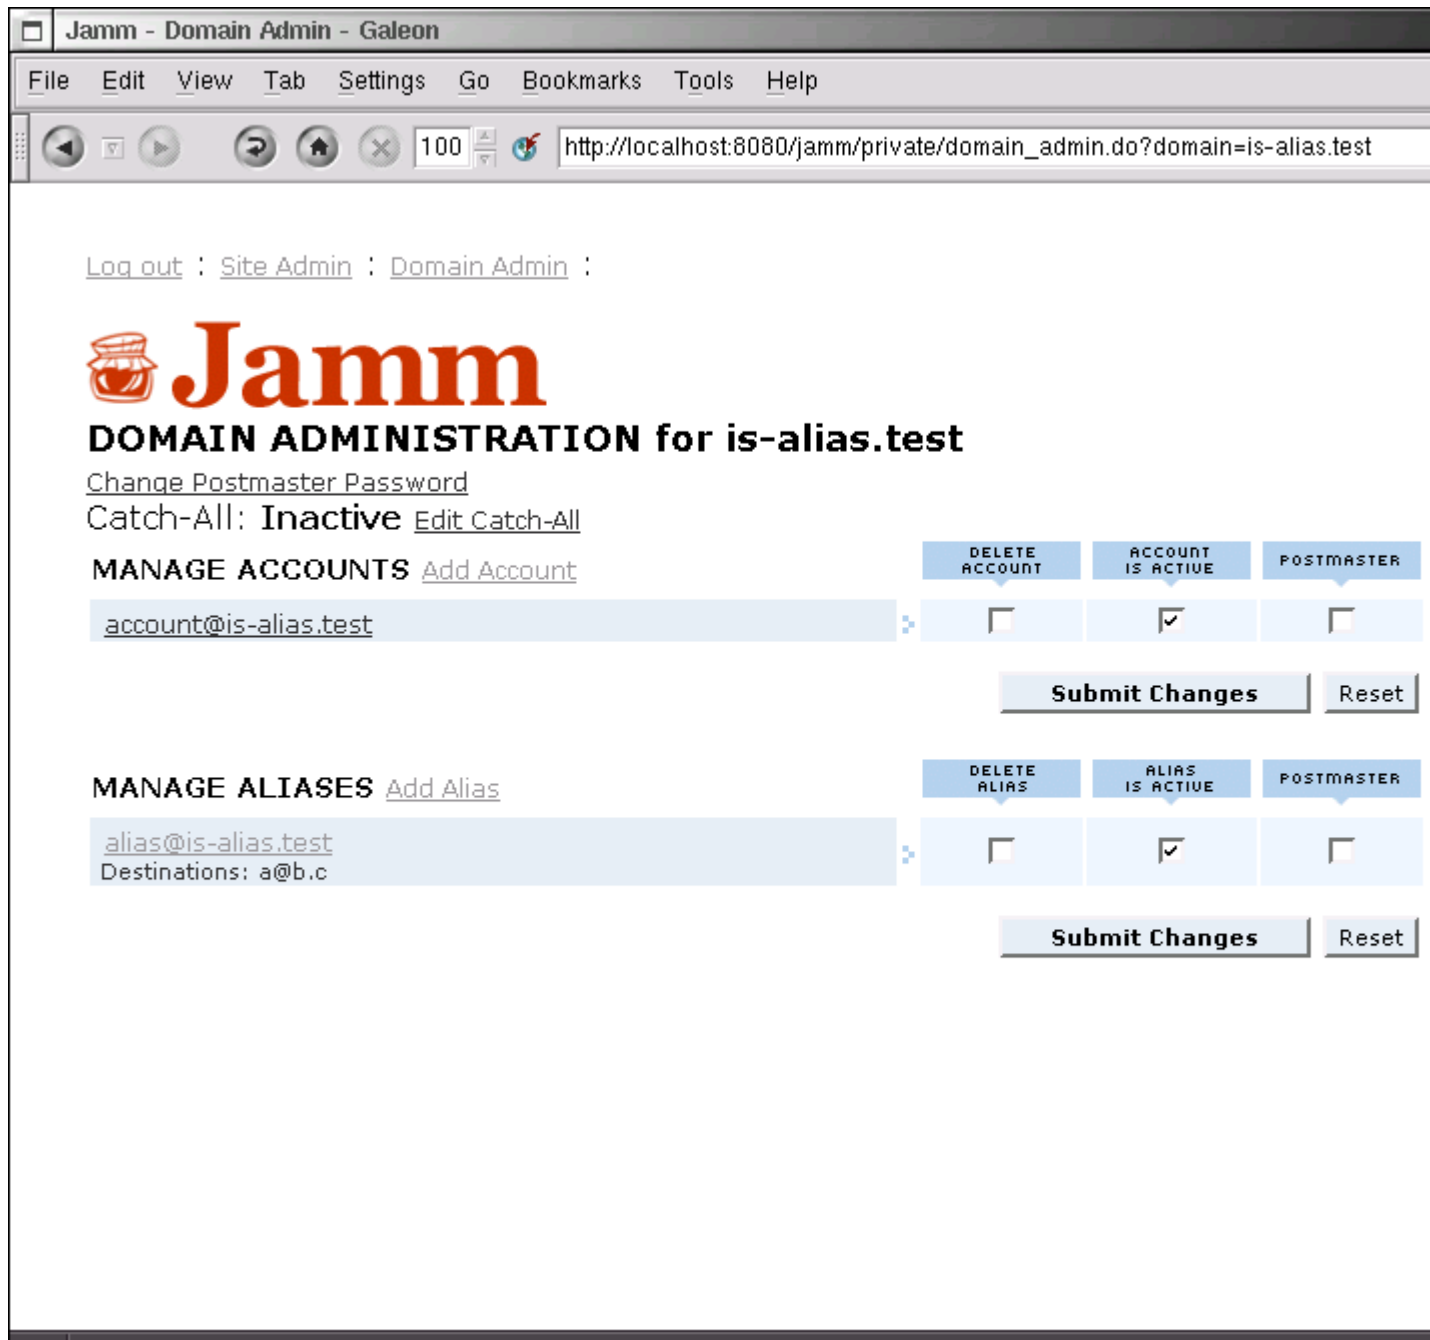 Jamm - Domain Admin - Galeon
File Edit View Tab Settings Go Bookmarks Tools Help
100 http://localhost:8080/jamm/private/domain_admin.do?domain=is-alias.test
Log out : Site Admin : Domain Admin :
Jamm
DOMAIN ADMINISTRATION for is-alias.test
Change Postmaster Password
Catch-All: Inactive Edit Catch-All
MANAGE ACCOUNTS Add Account DELETE ACCOUNT ACCOUNT IS ACTIVE POSTMASTER
account@is-alias.test
Submit Changes Reset
MANAGE ALIASES Add Alias DELETE ALIAS ALIAS IS ACTIVE POSTMASTER
alias@is-alias.test
Destinations: a@b.c
Submit Changes Reset